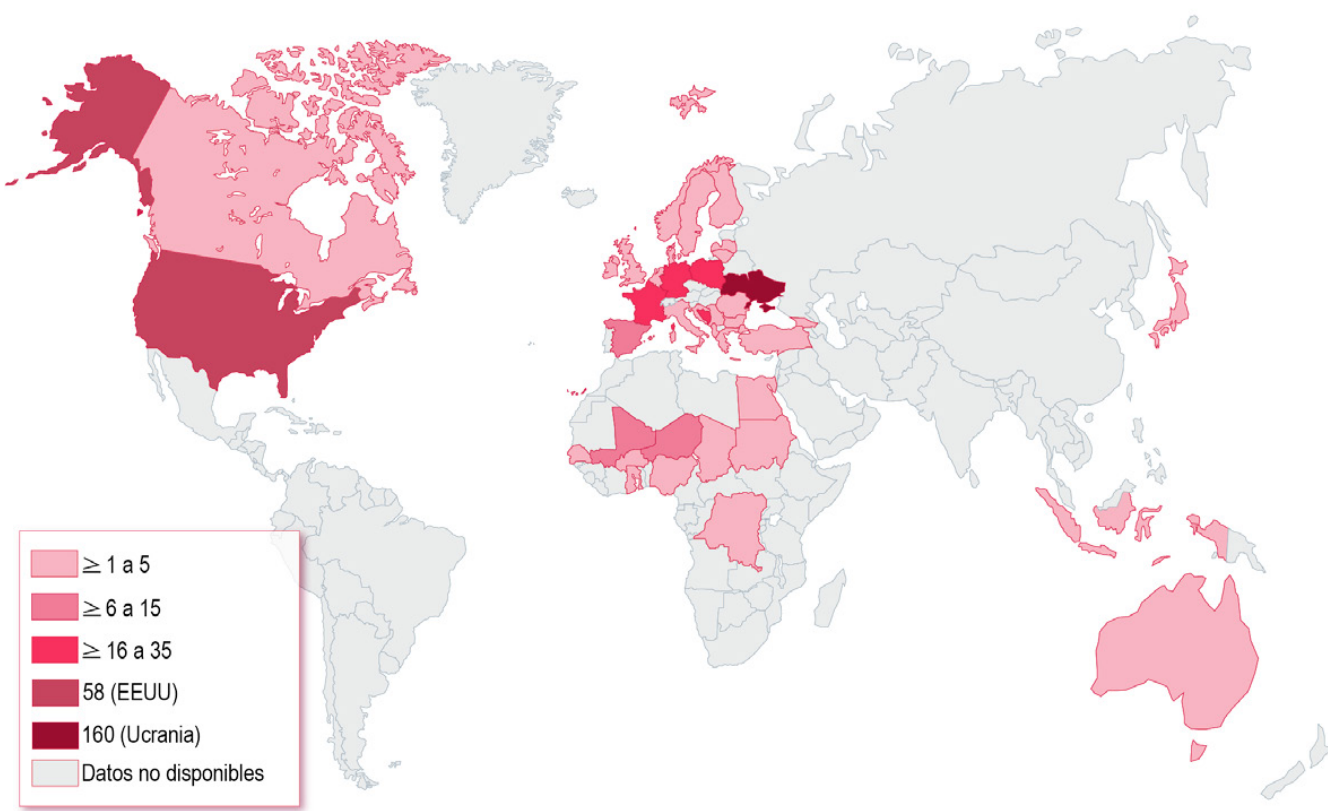 ≥ 1 a 5
≥ 6 a 15
≥ 16 a 35
58 (EEUU)
160 (Ucrania)
Datos no disponibles